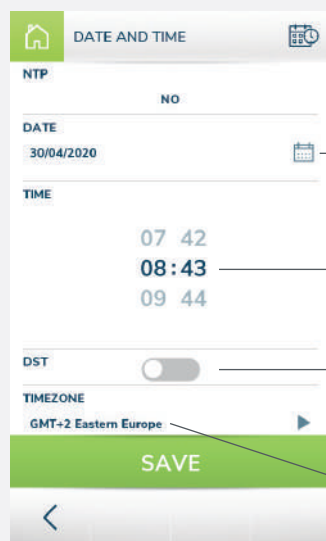 DATE AND TIME
NTP
NO
DATE
30/04/2020
TIME
07 42
08:43
09 44
DST
TIMEZONE
GMT+2 Eastern Europe
SAVE